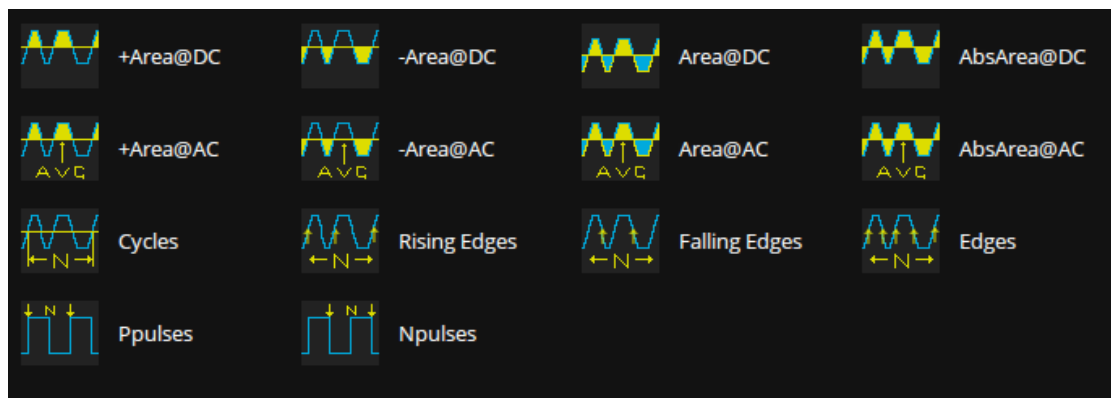 +Area@DC
-Area@DC
Area@DC
AbsArea@DC
AVG
+Area@AC
AVG
-Area@AC
AVG
Area@AC
AVG
AbsArea@AC
N
Cycles
N
Rising Edges
N
Falling Edges
N
Edges
N
Ppulses
N
Npulses